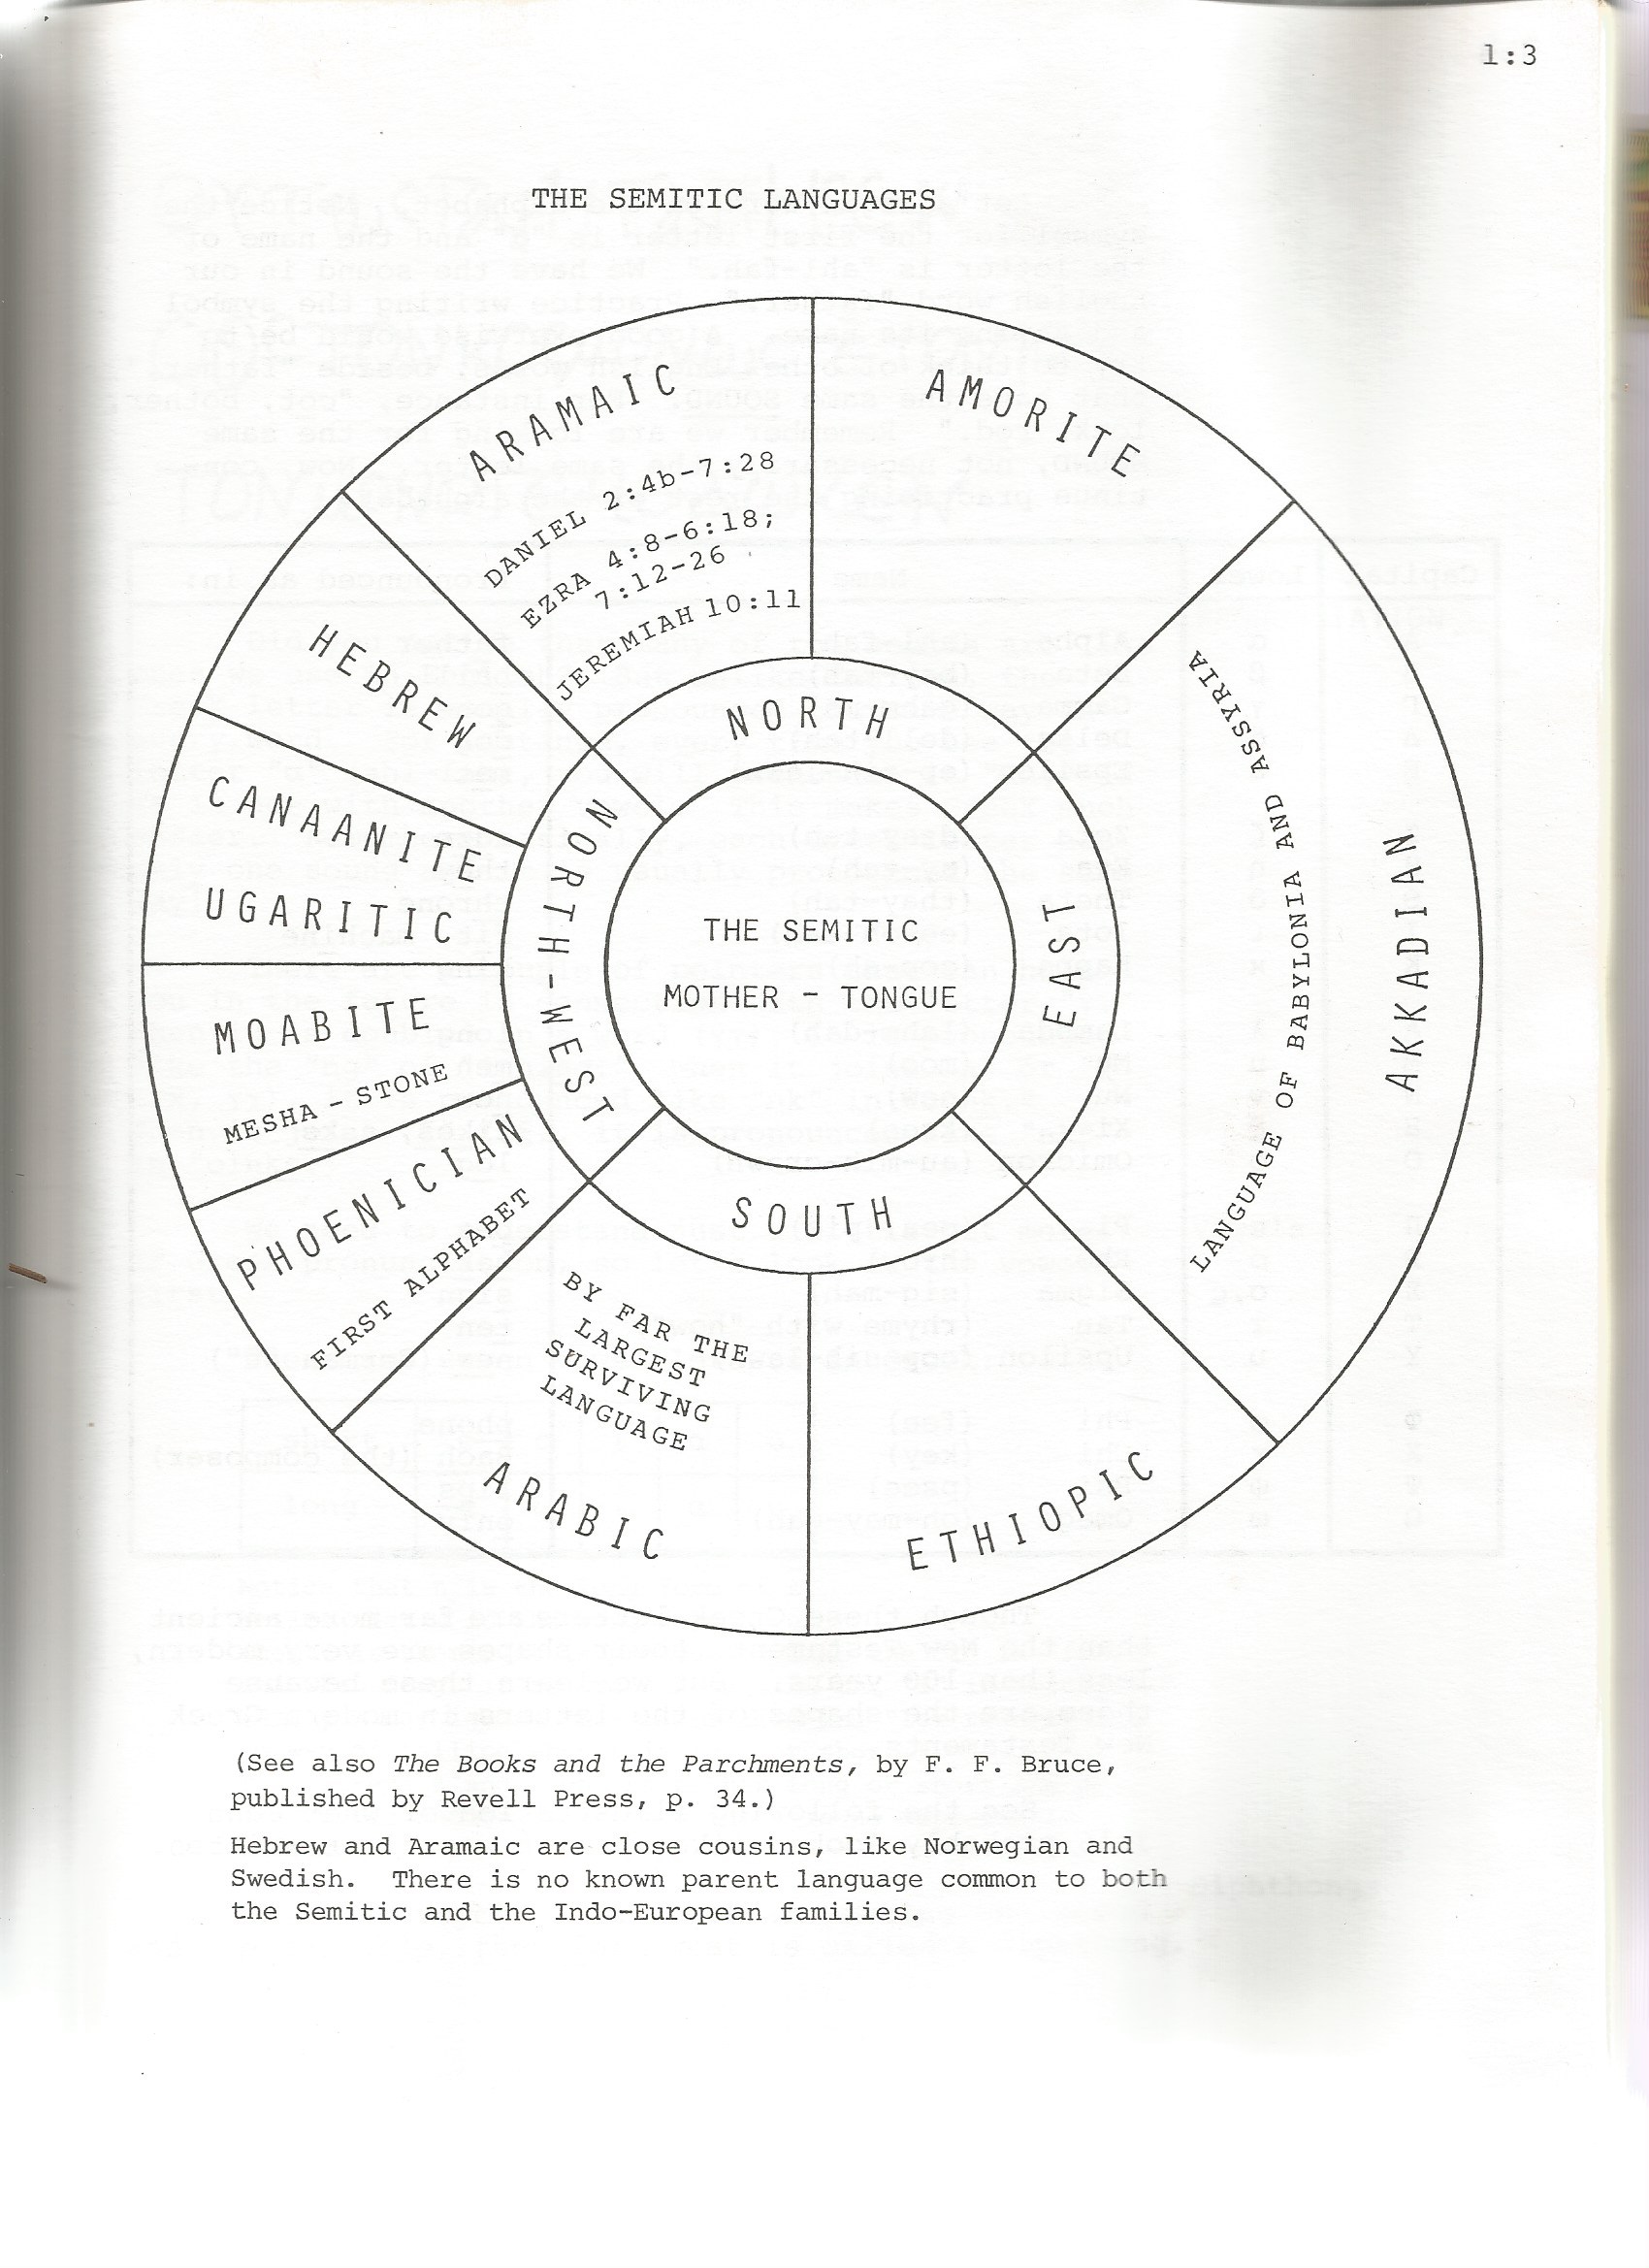 1:3
THE SEMITIC LANGUAGES
ARAMAIC
DANIEL 2:4b-7:28
EZRA 4:8-6:18;
7:12-26
JEREMIAH 10:11
AMORITE
HEBREW
CANAANITE
UGARITIC
MOABITE
MESHA - STONE
PHOENICIAN
FIRST ALPHABET
NORTH
NORTH-WEST
EAST
SOUTH
THE SEMITIC
MOTHER - TONGUE
LANGUAGE OF BABYLONIA AND ASSYRIA
AKKADIAN
BY FAR THE
LARGEST
SURVIVING
LANGUAGE
ARABIC
ETHIOPIC
(See also The Books and the Parchments, by F. F. Bruce,
published by Revell Press, p. 34.)
Hebrew and Aramaic are close cousins, like Norwegian and
Swedish. There is no known parent language common to both
the Semitic and the Indo-European families.